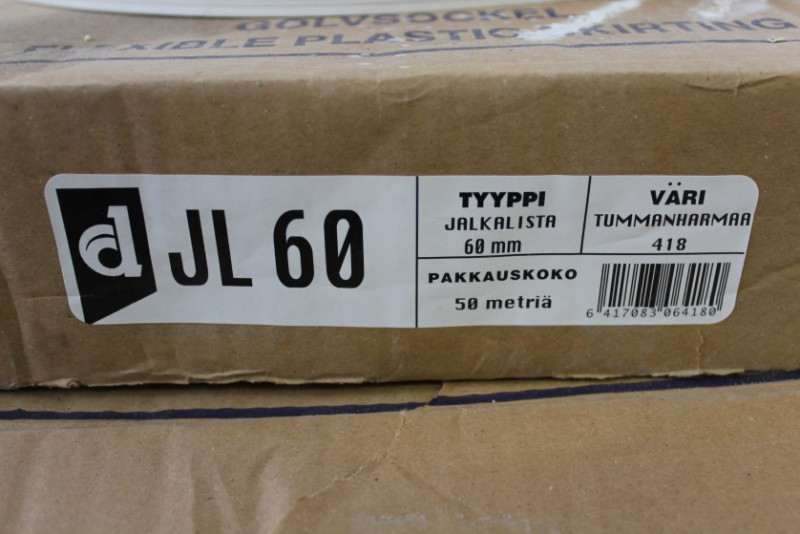 GOLVSOCKEL
FLEXIBLE PLASTIC SKIRTING
d JL 60
TYYPPI
JALKALISTA
60 mm
VÄRI
TUMMANHARMAA
418
PAKKAUSKOKO
50 metriä
6 417083 064180